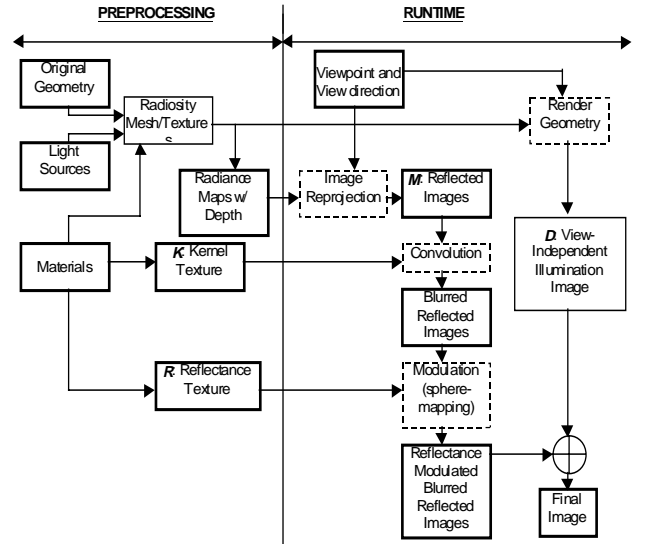 PREPROCESSING
RUNTIME
Original
Geometry
Light
Sources
Materials
Radiosity
Mesh/Texture
s
Radiance
Maps w/
Depth
K: Kernel
Texture
R: Reflectance
Texture
Viewpoint and
View direction
Image
Reprojection
M: Reflected
Images
Convolution
Blurred
Reflected
Images
Modulation
(sphere-
mapping)
Reflectance
Modulated
Blurred
Reflected
Images
Render
Geometry
D: View-
Independent
Illumination
Image
Final
Image